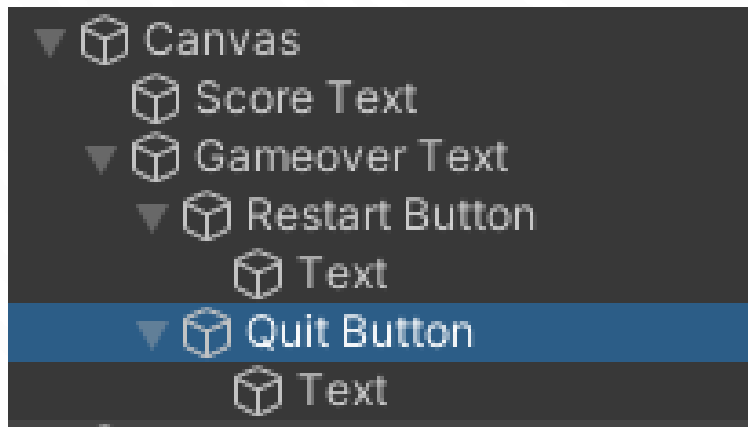 Canvas
Score Text
Gameover Text
Restart Button
Text
Quit Button
Text